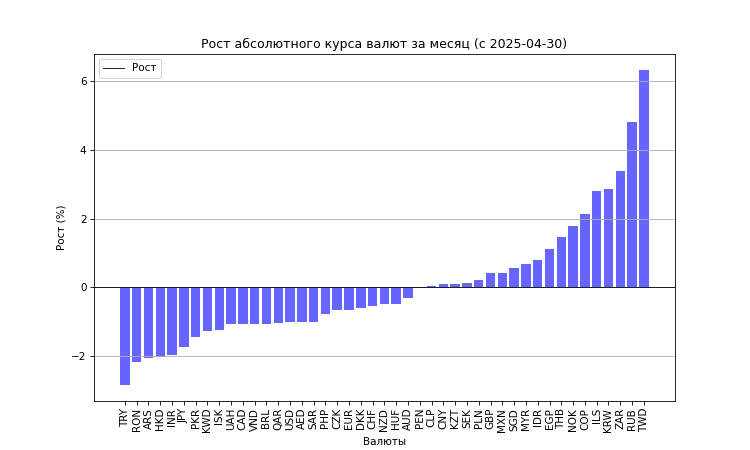 Рост абсолютного курса валют за месяц (с 2025-04-30)
Рост
6
4
2
0
−2
Рост (%)
TRY RON ARS HKD INR JPY PKR KWD ISK UAH CAD VND BRL QAR USD AED SAR PHP CZK EUR DKK CHF NZD HUF AUD PEN CLP CNY KZT SEK PLN GBP MXN SGD MYR IDR EGP THB NOK COP ILS KRW ZAR RUB TWD
Валюты